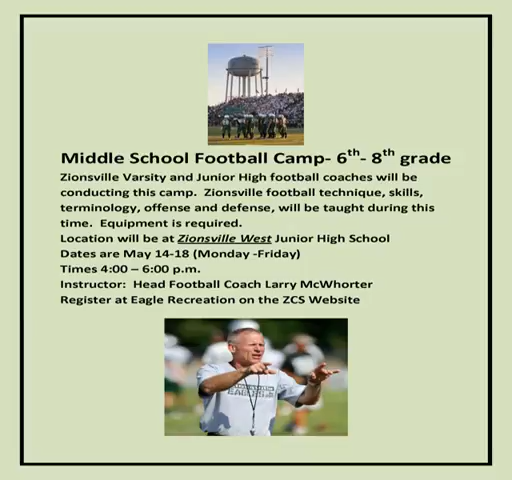 Middle School Football Camp- 6th- 8th grade
Zionsville Varsity and Junior High football coaches will be
conducting this camp.  Zionsville football technique, skills,
terminology, offense and defense, will be taught during this
time.  Equipment is required.
Location will be at Zionsville West Junior High School
Dates are May 14-18 (Monday -Friday)
Times 4:00 – 6:00 p.m.
Instructor:  Head Football Coach Larry McWhorter
Register at Eagle Recreation on the ZCS Website
EAGLES